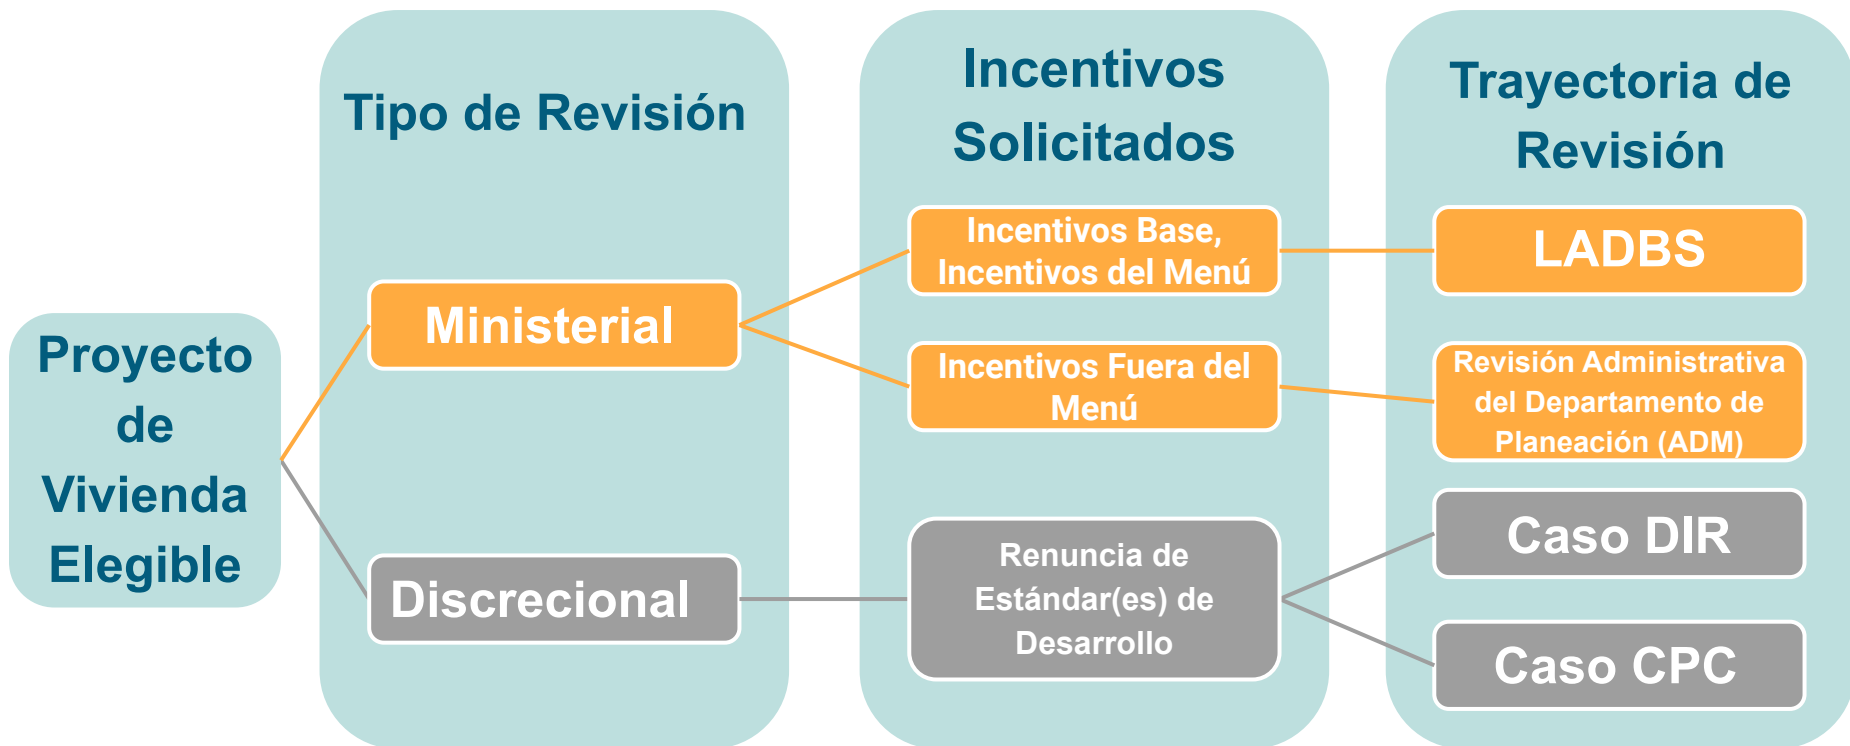 Proyecto
de
Vivienda
Elegible
Tipo de Revisión
Ministerial
Discrecional
Incentivos
Solicitados
Incentivos Base,
Incentivos del Menú
Incentivos Fuera del
Menú
Renuncia de
Estándar(es) de
Desarrollo
Trayectoria de
Revisión
LADBS
Revisión Administrativa
del Departamento de
Planeación (ADM)
Caso DIR
Caso CPC